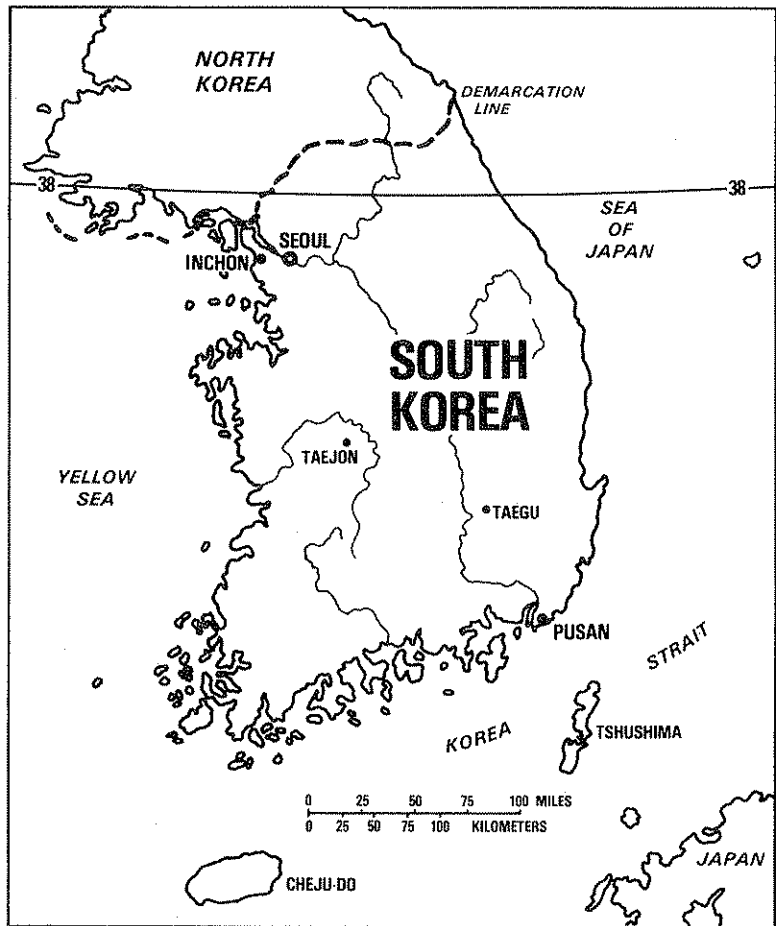 NORTH
KOREA
DEMARCATION
LINE
38
38
SEA
OF
JAPAN
SEOUL
INCHON
SOUTH
KOREA
TAEJON
YELLOW
SEA
TAEGU
PUSAN
STRAIT
KOREA
TSHUSHIMA
0 25 50 75 100 MILES
0 25 50 75 100 KILOMETERS
JAPAN
CHEJU-DO